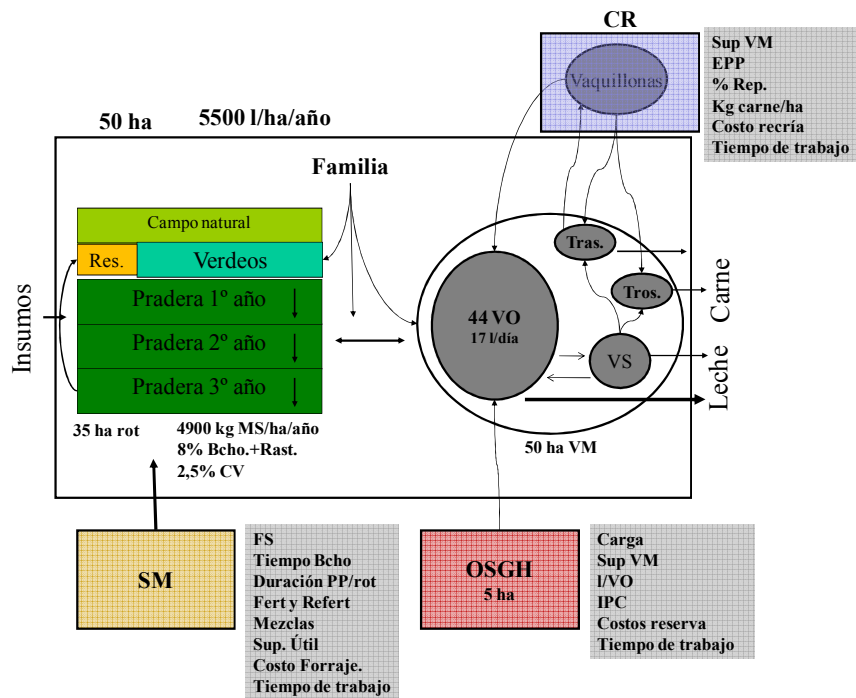 CR
Vaquillonas
Sup VM
EPP
% Rep.
Kg carne/ha
Costo recría
Tiempo de trabajo
50 ha
5500 l/ha/año
Familia
Campo natural
Res.
Verdeos
Pradera 1º año
Pradera 2º año
Pradera 3º año
Insumos
35 ha rot
4900 kg MS/ha/año
8% Bcho.+Rast.
2,5% CV
44 VO
17 l/día
Tras.
Tros.
VS
50 ha VM
Carne
Leche
SM
FS
Tiempo Bcho
Duración PP/rot
Fert y Refert
Mezclas
Sup. Útil
Costo Forraje.
Tiempo de trabajo
OSGH
5 ha
Carga
Sup VM
l/VO
IPC
Costos reserva
Tiempo de trabajo